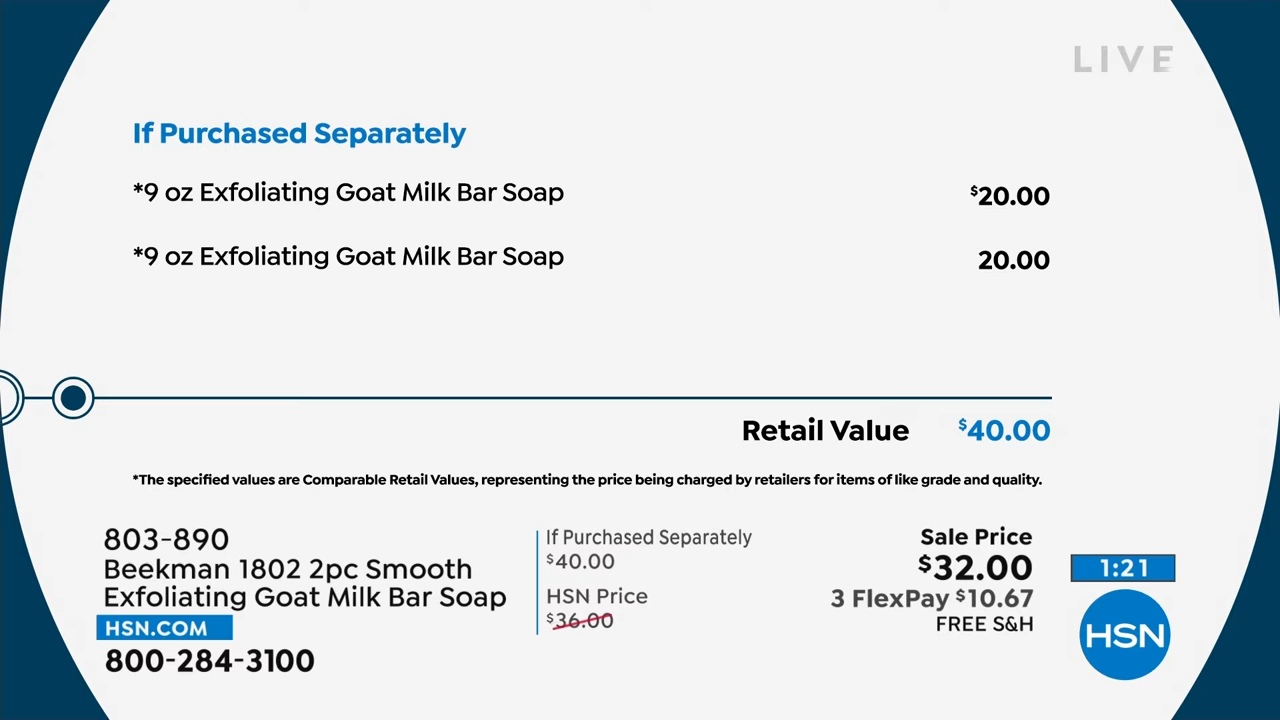 LIVE
If Purchased Separately
*9 oz Exfoliating Goat Milk Bar Soap $20.00
*9 oz Exfoliating Goat Milk Bar Soap 20.00
Retail Value $40.00
*The specified values are Comparable Retail Values, representing the price being charged by retailers for items of like grade and quality.
803-890
Beekman 1802 2pc Smooth
Exfoliating Goat Milk Bar Soap
HSN.COM
800-284-3100
If Purchased Separately
$40.00
HSN Price
$36.00
Sale Price
$32.00
3 FlexPay $10.67
FREE S&H
1:21
HSN